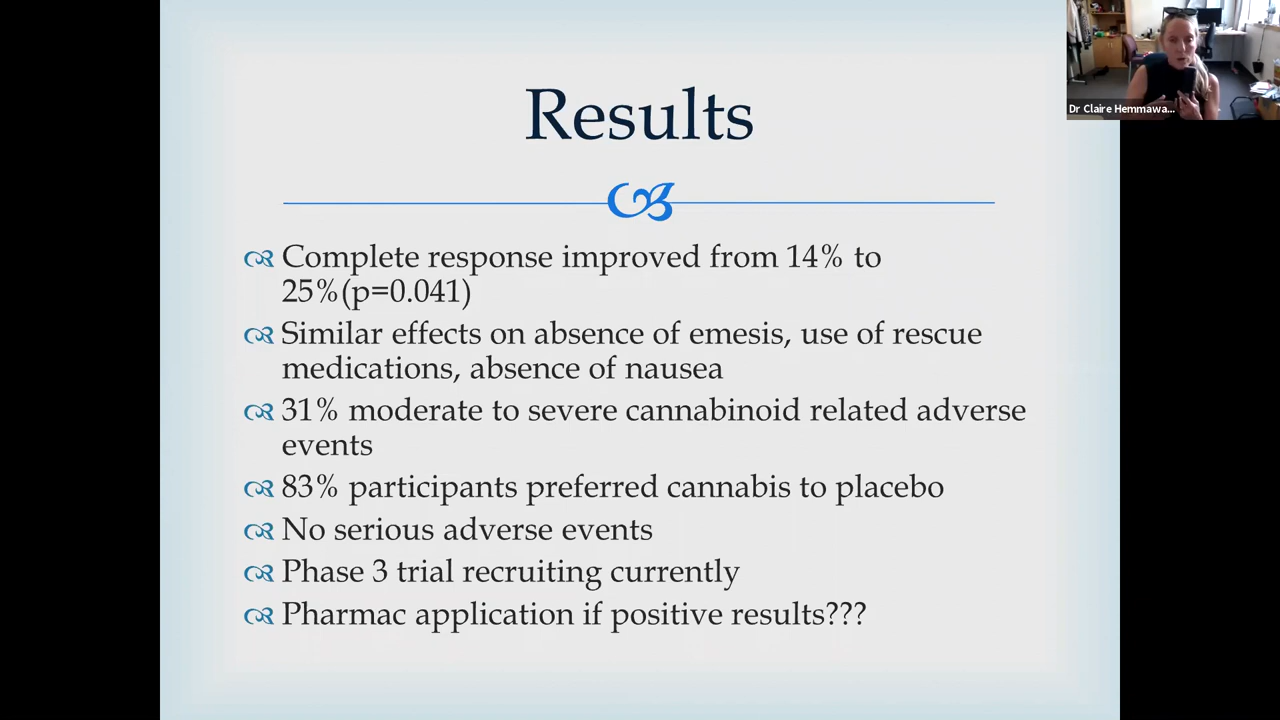 Results
Complete response improved from 14% to
25%(p=0.041)
Similar effects on absence of emesis, use of rescue
medications, absence of nausea
31% moderate to severe cannabinoid related adverse
events
83% participants preferred cannabis to placebo
No serious adverse events
Phase 3 trial recruiting currently
Pharmac application if positive results???
Dr Claire Hemmawa...